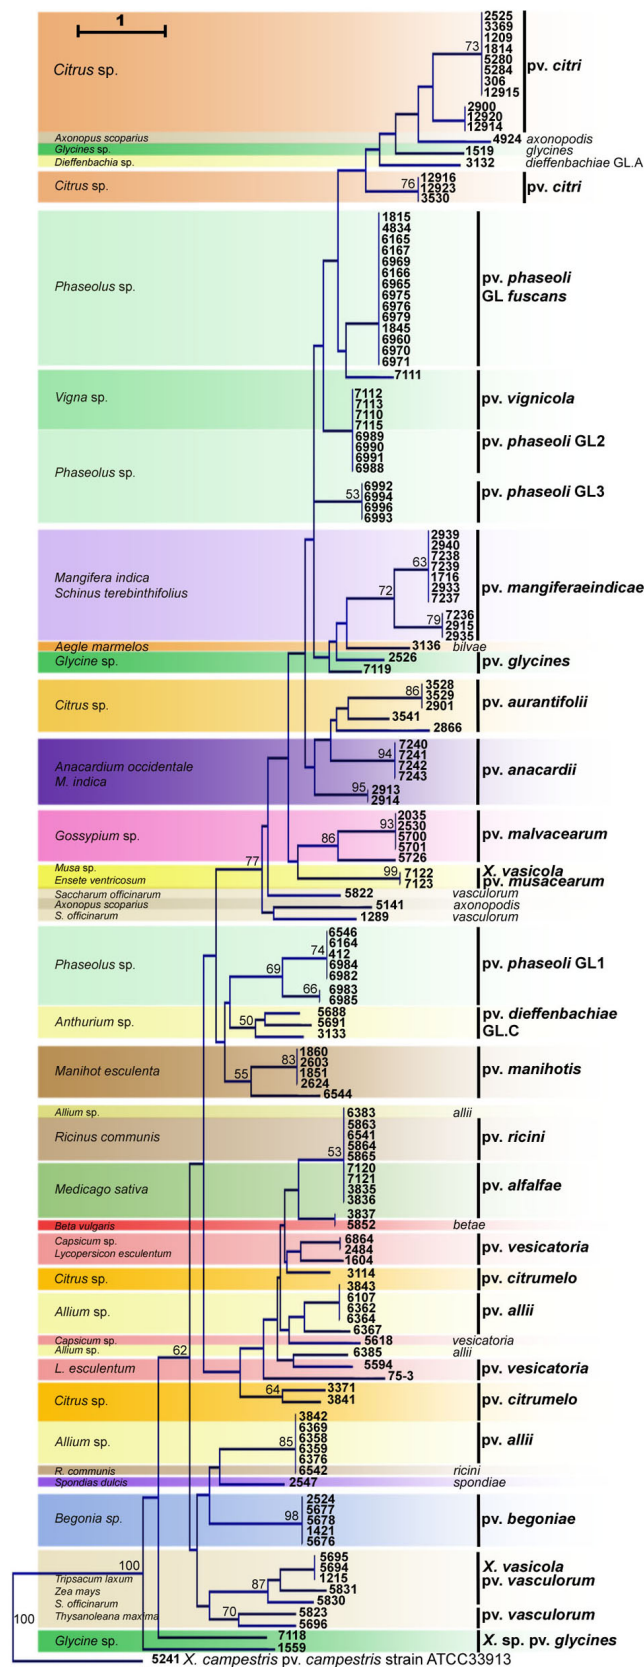 1
Citrus sp.
73
2525
3369
1209
1814
5280
5284
306
12915
pv. citri
2900
12920
12914
Axonopus scoparius
4924 axonopodis
Glycines sp.
1519 glycines
Dieffenbachia sp.
3132 dieffenbachiae GL.A
Citrus sp.
76
12916
12923
3530
pv. citri
Phaseolus sp.
1815
4834
6165
6167
6969
6166
6965
6975
6976
6979
1845
6960
6970
6971
pv. phaseoli
GL fuscans
7111
Vigna sp.
7112
7113
7110
7115
pv. vignicola
Phaseolus sp.
6989
6990
6991
6988
pv. phaseoli GL2
53
6992
6994
6996
6993
pv. phaseoli GL3
Mangifera indica
Schinus terebinthifolius
72
63
2939
2940
7238
7239
1716
2933
7237
pv. mangiferaeindicae
79
7236
2915
2935
Aegle marmelos
3136 bilvae
Glycine sp.
2526
7119
pv. glycines
Citrus sp.
86
3528
3529
2901
3541
2866
pv. aurantifolii
Anacardium occidentale
M. indica
94
7240
7241
7242
7243
95
2913
2914
pv. anacardii
Gossypium sp.
86
93
2035
2530
5700
5701
5726
pv. malvacearum
77
Musa sp.
Ensete ventricosum
99
7122
7123
X. vasicola
pv. musacearum
Saccharum officinarum
5822 vasculorum
Axonopus scoparius
5141 axonopodis
S. officinarum
1289 vasculorum
Phaseolus sp.
69
74
6546
6164
412
6984
6982
66
6983
6985
pv. phaseoli GL1
Anthurium sp.
50
5688
5691
3133
pv. dieffenbachiae
GL.C
Manihot esculenta
55
83
1860
2603
1851
2624
6544
pv. manihotis
Allium sp.
6383 allii
Ricinus communis
53
5863
6541
5864
5865
pv. ricini
Medicago sativa
7120
7121
3835
3836
3837
pv. alfalfae
Beta vulgaris
5852 betae
Capsicum sp.
Lycopersicon esculentum
6864
2484
1604
pv. vesicatoria
Citrus sp.
3114
pv. citrumelo
Allium sp.
3843
6107
6362
6364
6367
pv. allii
Capsicum sp.
5618 vesicatoria
Allium sp.
6385 allii
62
L. esculentum
5594
75-3
pv. vesicatoria
Citrus sp.
64
3371
3841
pv. citrumelo
Allium sp.
85
3842
6369
6358
6359
6376
pv. allii
R. communis
6542 ricini
Spondias dulcis
2547 spondiae
Begonia sp.
98
2524
5677
5678
1421
5676
pv. begoniae
100
Tripsacum laxum
Zea mays
S. officinarum
Thysanoleana maxima
87
5695
5694
1215
5831
5830
X. vasicola
pv. vasculorum
70
5823
5696
pv. vasculorum
100
Glycine sp.
7118
1559
X. sp. pv. glycines
5241 X. campestris pv. campestris strain ATCC33913